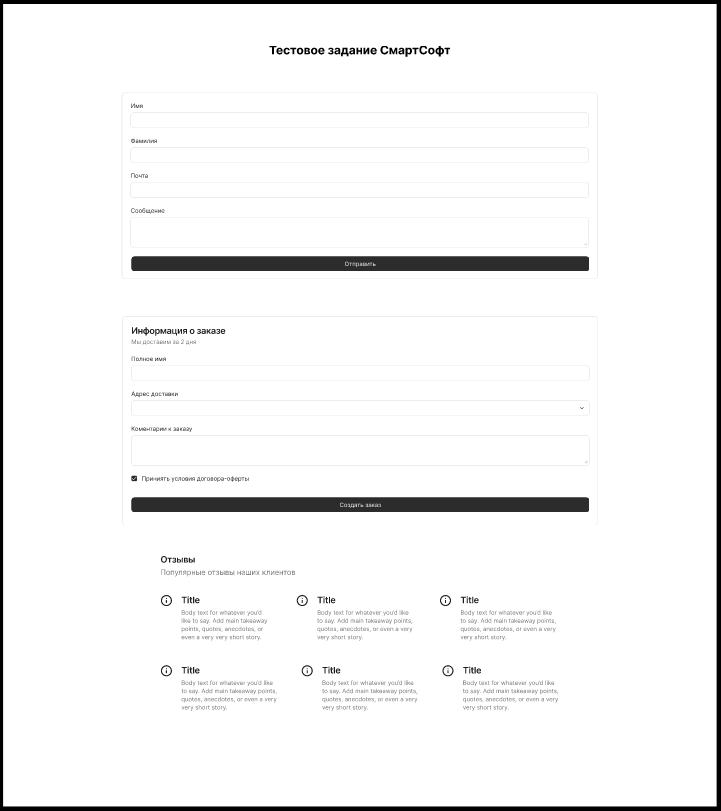 Тестовое задание СмартСофт
Имя
Фамилия
Почта
Сообщение
Отправить
Информация о заказе
Мы доставим за 2 дня
Полное имя
Адрес доставки
Коментарии к заказу
Принять условия договора-оферты
Создать заказ
Отзывы
Популярные отзывы наших клиентов
Title
Body text for whatever you'd
like to say. Add main takeaway
points, quotes, anecdotes, or
even a very very short story.
Title
Body text for whatever you'd like
to say. Add main takeaway points,
quotes, anecdotes, or even a very
very short story.
Title
Body text for whatever you'd like
to say. Add main takeaway points,
quotes, anecdotes, or even a very
very short story.
Title
Body text for whatever you'd like
to say. Add main takeaway points,
quotes, anecdotes, or even a very
very short story.
Title
Body text for whatever you'd like
to say. Add main takeaway points,
quotes, anecdotes, or even a very
very short story.
Title
Body text for whatever you'd like
to say. Add main takeaway points,
quotes, anecdotes, or even a very
very short story.